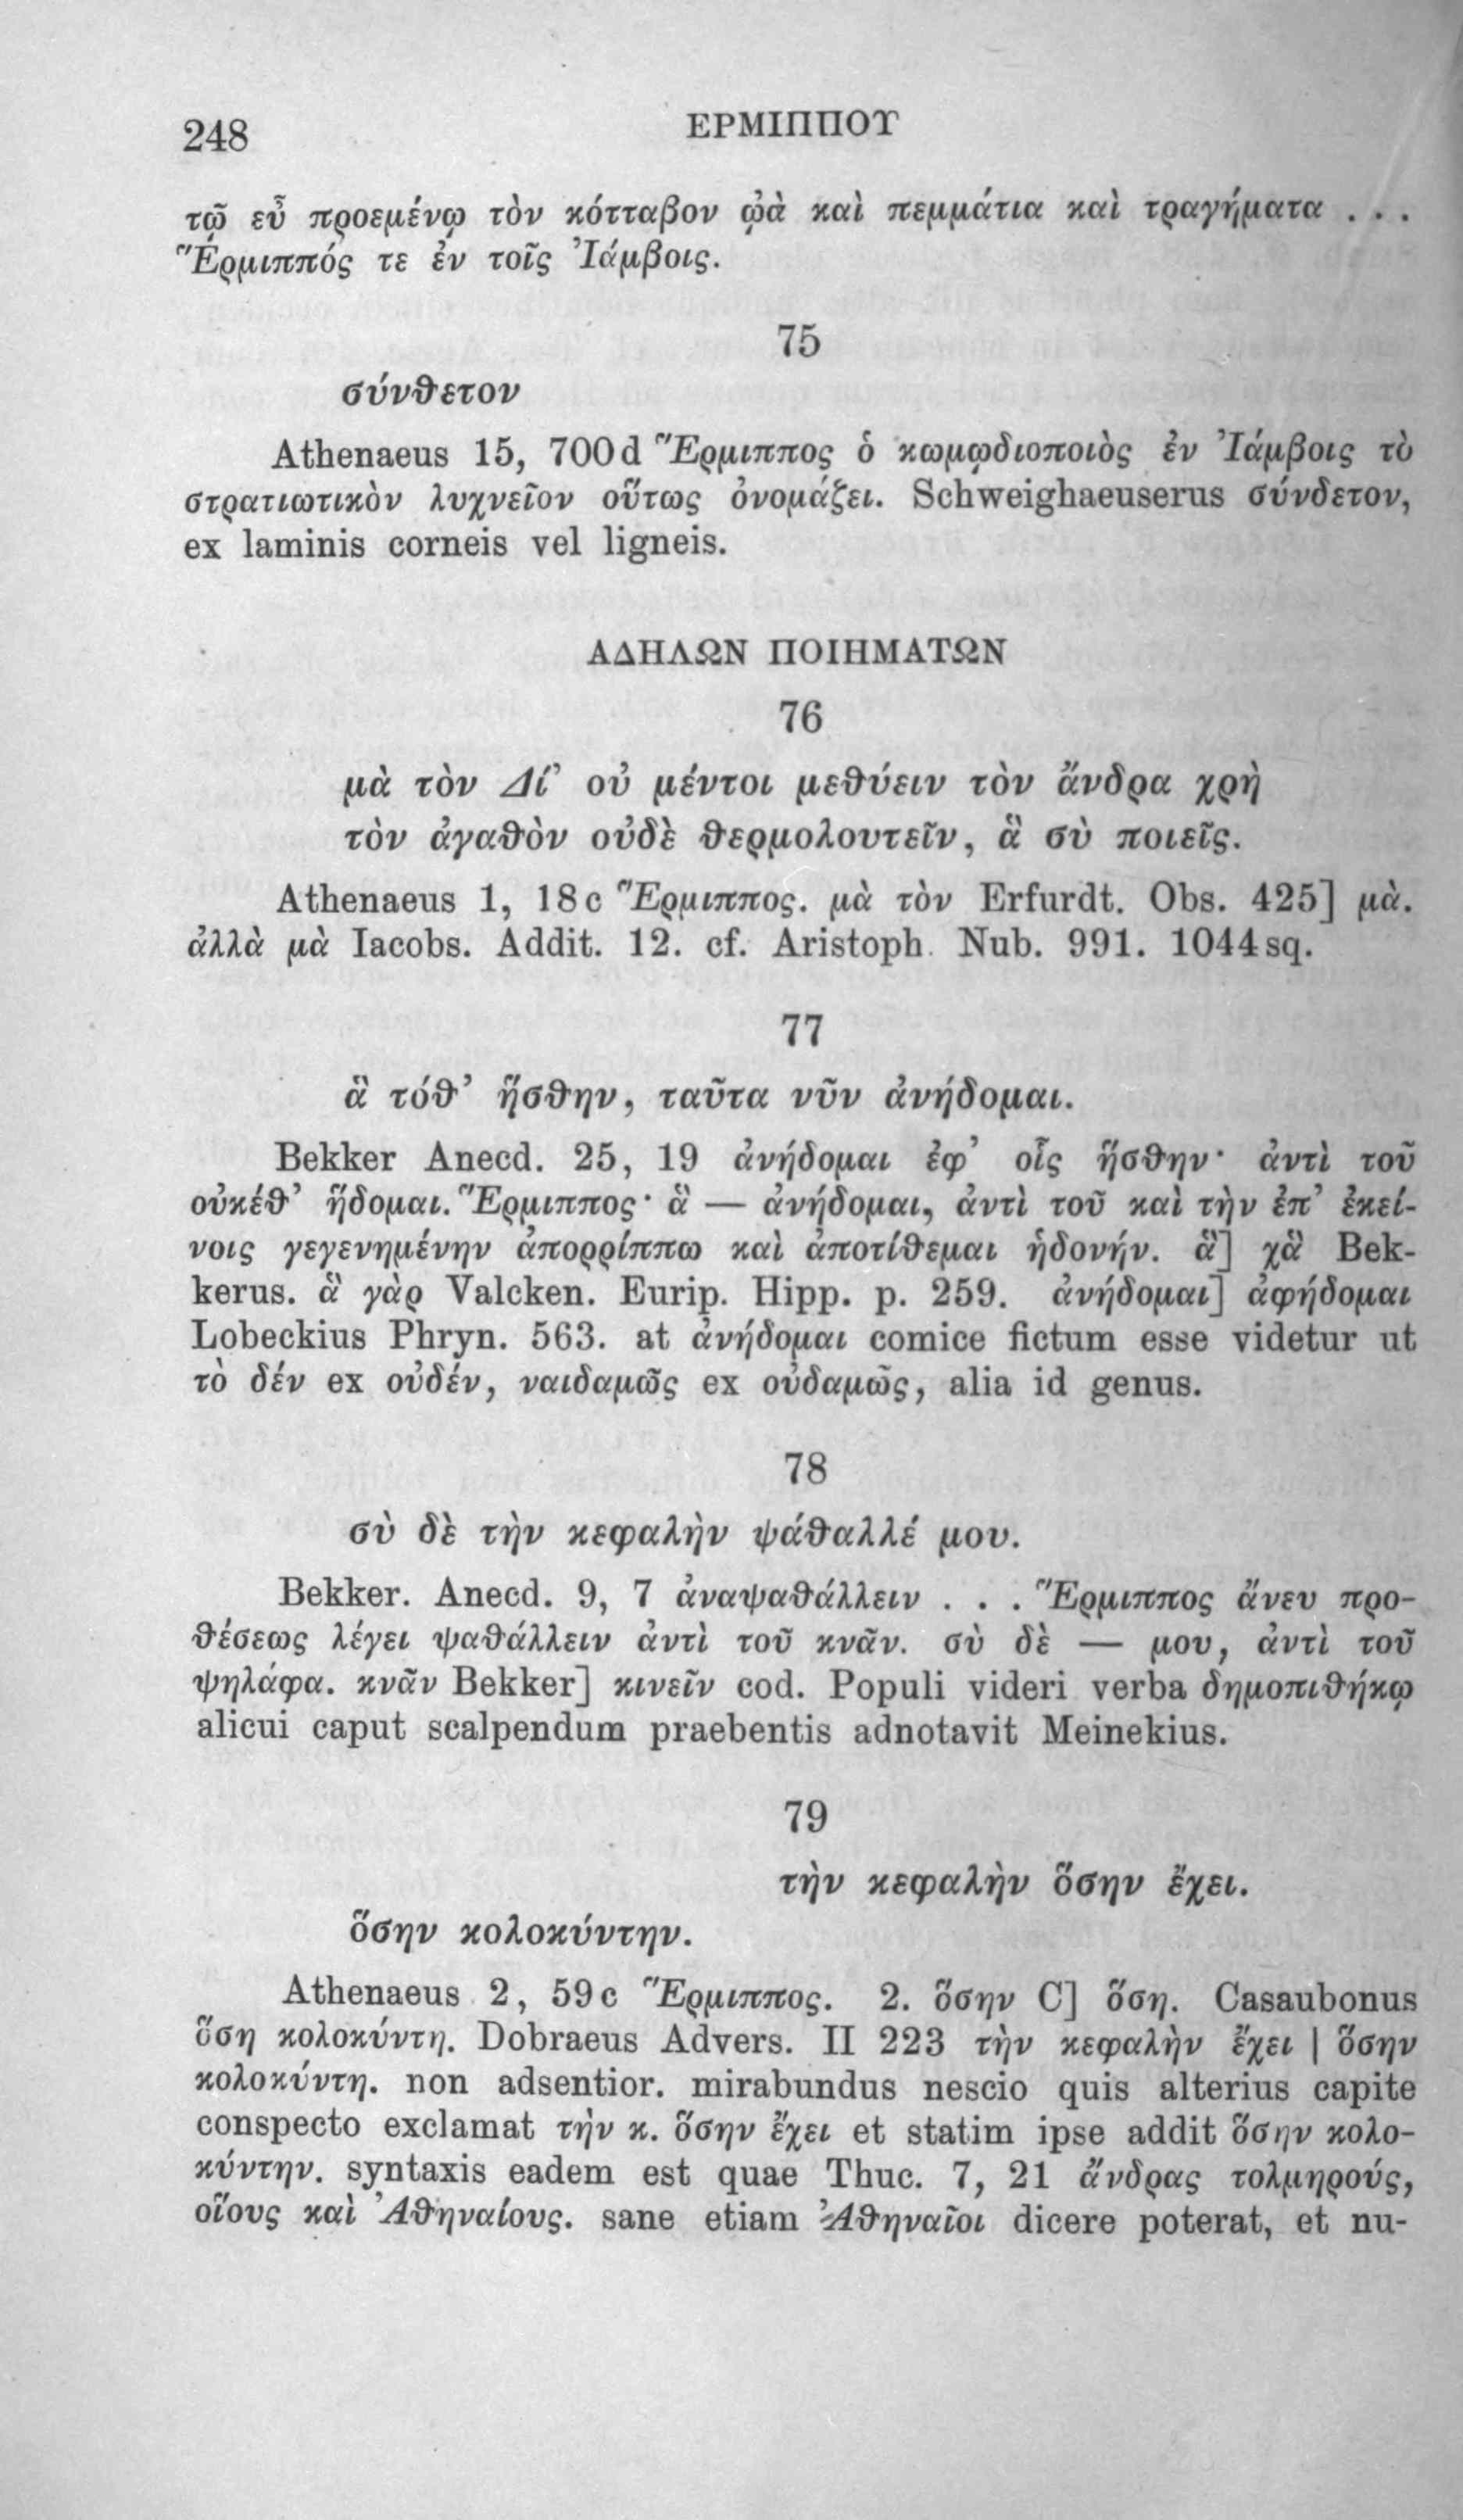 248
ΕΡΜΙΠΠΟΥ
τῷ εὖ προεμένῳ τὸν κότταβον ᾠὰ καὶ πεμμάτια καὶ τραγήματα . . .
Ἕρμιππός τε ἐν τοῖς Ἰάμβοις.
75
σύνθετον
Athenaeus 15, 700d Ἕρμιππος ὁ κωμῳδιοποιὸς ἐν Ἰάμβοις τὸ
στρατιωτικὸν λυχνεῖον οὕτως ὀνομάζει. Schweighaeuserus σύνδετον,
ex laminis corneis vel ligneis.
ΑΔΗΛΩΝ ΠΟΙΗΜΑΤΩΝ
76
μὰ τὸν Δί’ οὐ μέντοι μεθύειν τὸν ἄνδρα χρὴ
τὸν ἀγαθὸν οὐδὲ θερμολουτεῖν, ἃ σὺ ποιεῖς.
Athenaeus 1, 18c Ἕρμιππος. μὰ τὸν Erfurdt. Obs. 425] μὰ.
ἀλλὰ μὰ Iacobs. Addit. 12. cf. Aristoph. Nub. 991. 1044sq.
77
ἃ τόθ’ ἥσθην, ταῦτα νῦν ἀνήδομαι.
Bekker Anecd. 25, 19 ἀνήδομαι ἐφ’ οἷς ἥσθην· ἀντὶ τοῦ
οὐκέθ’ ἥδομαι. Ἕρμιππος· ἃ — ἀνήδομαι, ἀντὶ τοῦ καὶ τὴν ἐπ’ ἐκεί-
νοις γεγενημένην ἀπορρίπτω καὶ ἀποτίθεμαι ἡδονήν. ἃ] χἃ Bek-
kerus. ἃ γὰρ Valcken. Eurip. Hipp. p. 259. ἀνήδομαι] ἀφήδομαι
Lobeckius Phryn. 563. at ἀνήδομαι comice fictum esse videtur ut
τὸ δέν ex οὐδέν, ναιδαμῶς ex οὐδαμῶς, alia id genus.
78
σὺ δὲ τὴν κεφαλὴν ψάθαλλέ μου.
Bekker. Anecd. 9, 7 ἀναψαθάλλειν . . . Ἕρμιππος ἄνευ προ-
θέσεως λέγει ψαθάλλειν ἀντὶ τοῦ κνᾶν. σὺ δὲ — μου, ἀντὶ τοῦ
ψηλάφα. κνᾶν Bekker] κινεῖν cod. Populi videri verba δημοπιθήκῳ
alicui caput scalpendum praebentis adnotavit Meinekius.
79
τὴν κεφαλὴν ὅσην ἔχει.
ὅσην κολοκύντην.
Athenaeus 2, 59c Ἕρμιππος. 2. ὅσην C] ὅση. Casaubonus
ὅση κολοκύντη. Dobraeus Advers. II 223 τὴν κεφαλὴν ἔχει | ὅσην
κολοκύντη. non adsentior. mirabundus nescio quis alterius capite
conspecto exclamat τὴν κ. ὅσην ἔχει et statim ipse addit ὅσην κολο-
κύντην. syntaxis eadem est quae Thuc. 7, 21 ἄνδρας τολμηρούς,
οἵους καὶ Ἀθηναίους. sane etiam Ἀθηναῖοι dicere poterat, et nu-